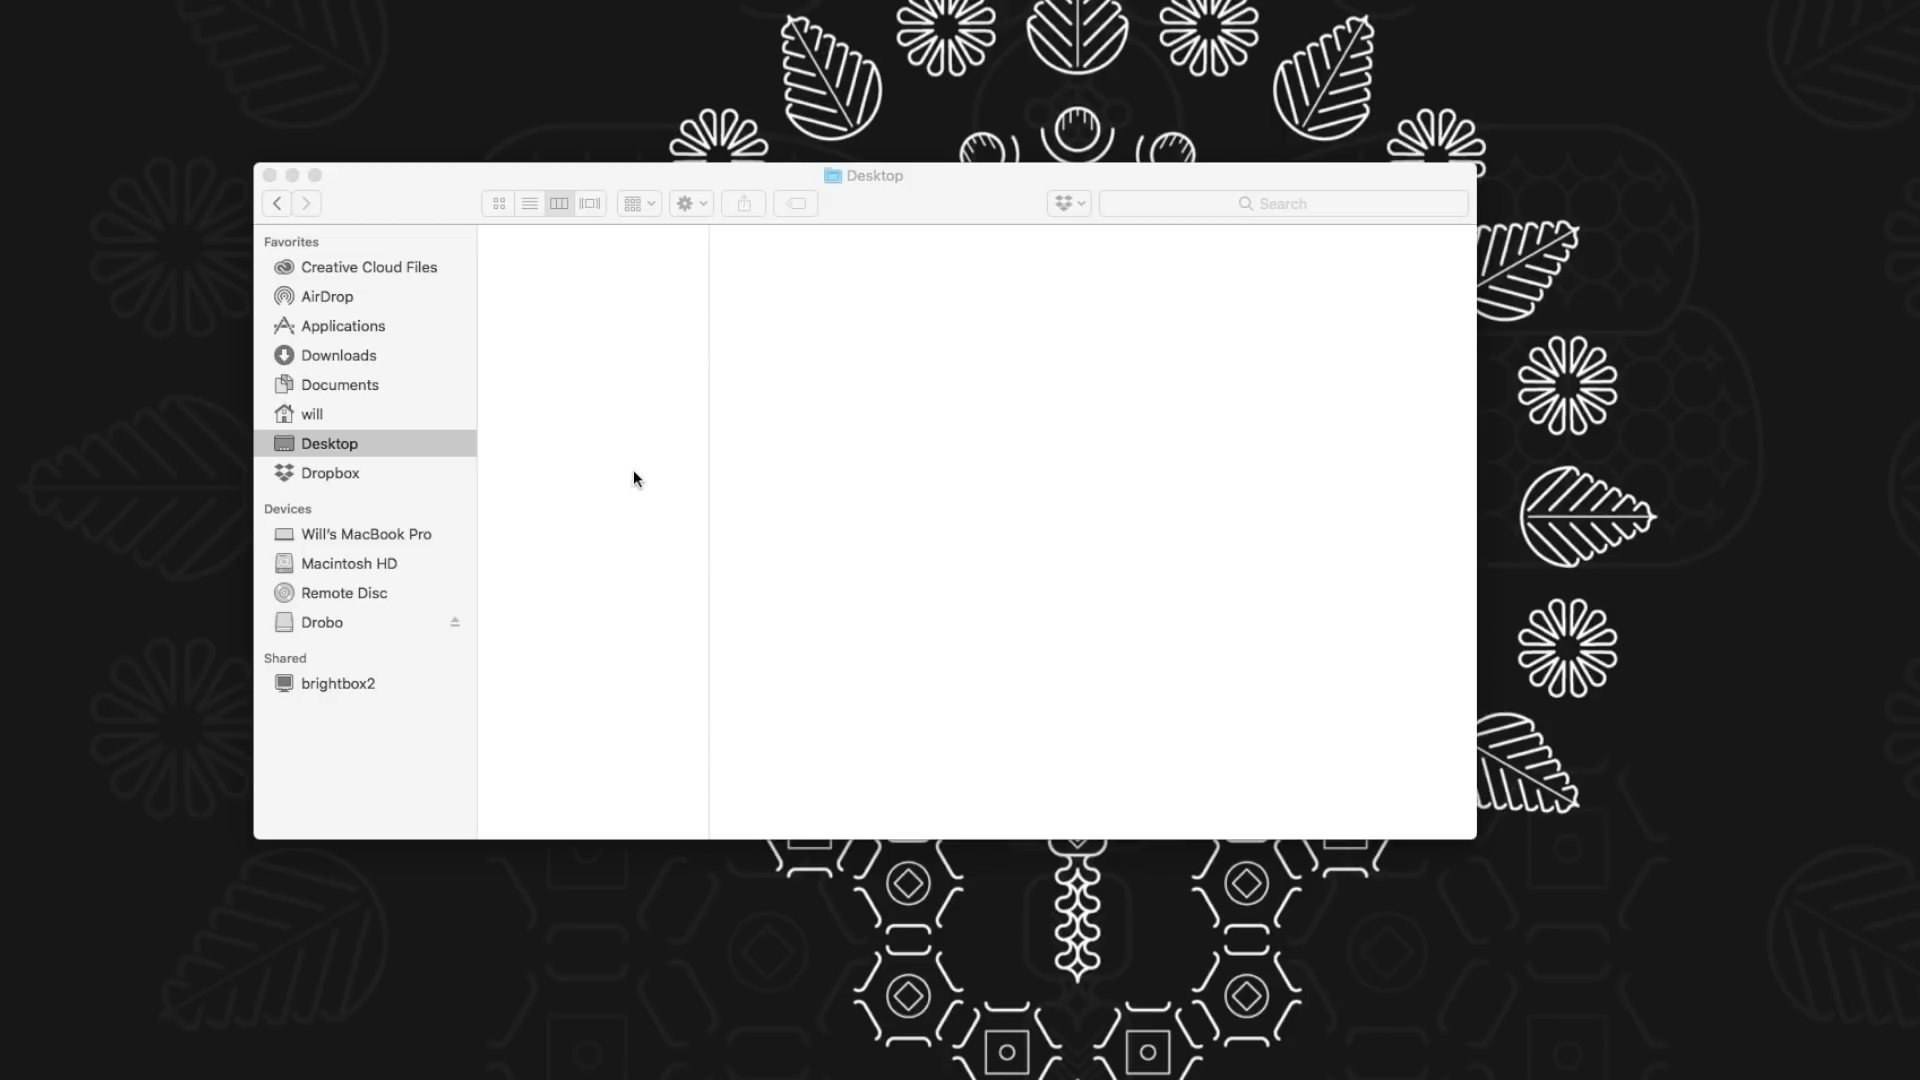 Desktop
Search
Favorites
Creative Cloud Files
AirDrop
Applications
Downloads
Documents
will
Desktop
Dropbox
Devices
Will's MacBook Pro
Macintosh HD
Remote Disc
Drobo
Shared
brightbox2